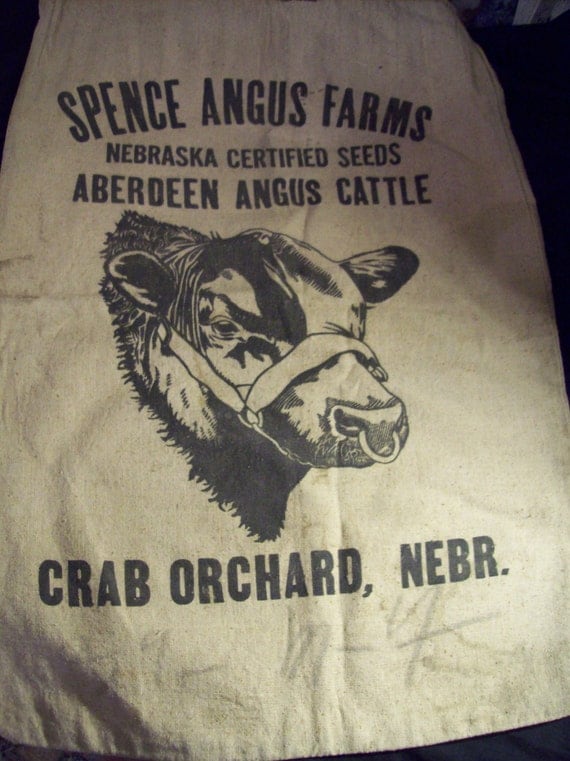 SPENCE ANGUS FARMS
NEBRASKA CERTIFIED SEEDS
ABERDEEN ANGUS CATTLE
CRAB ORCHARD, NEBR.